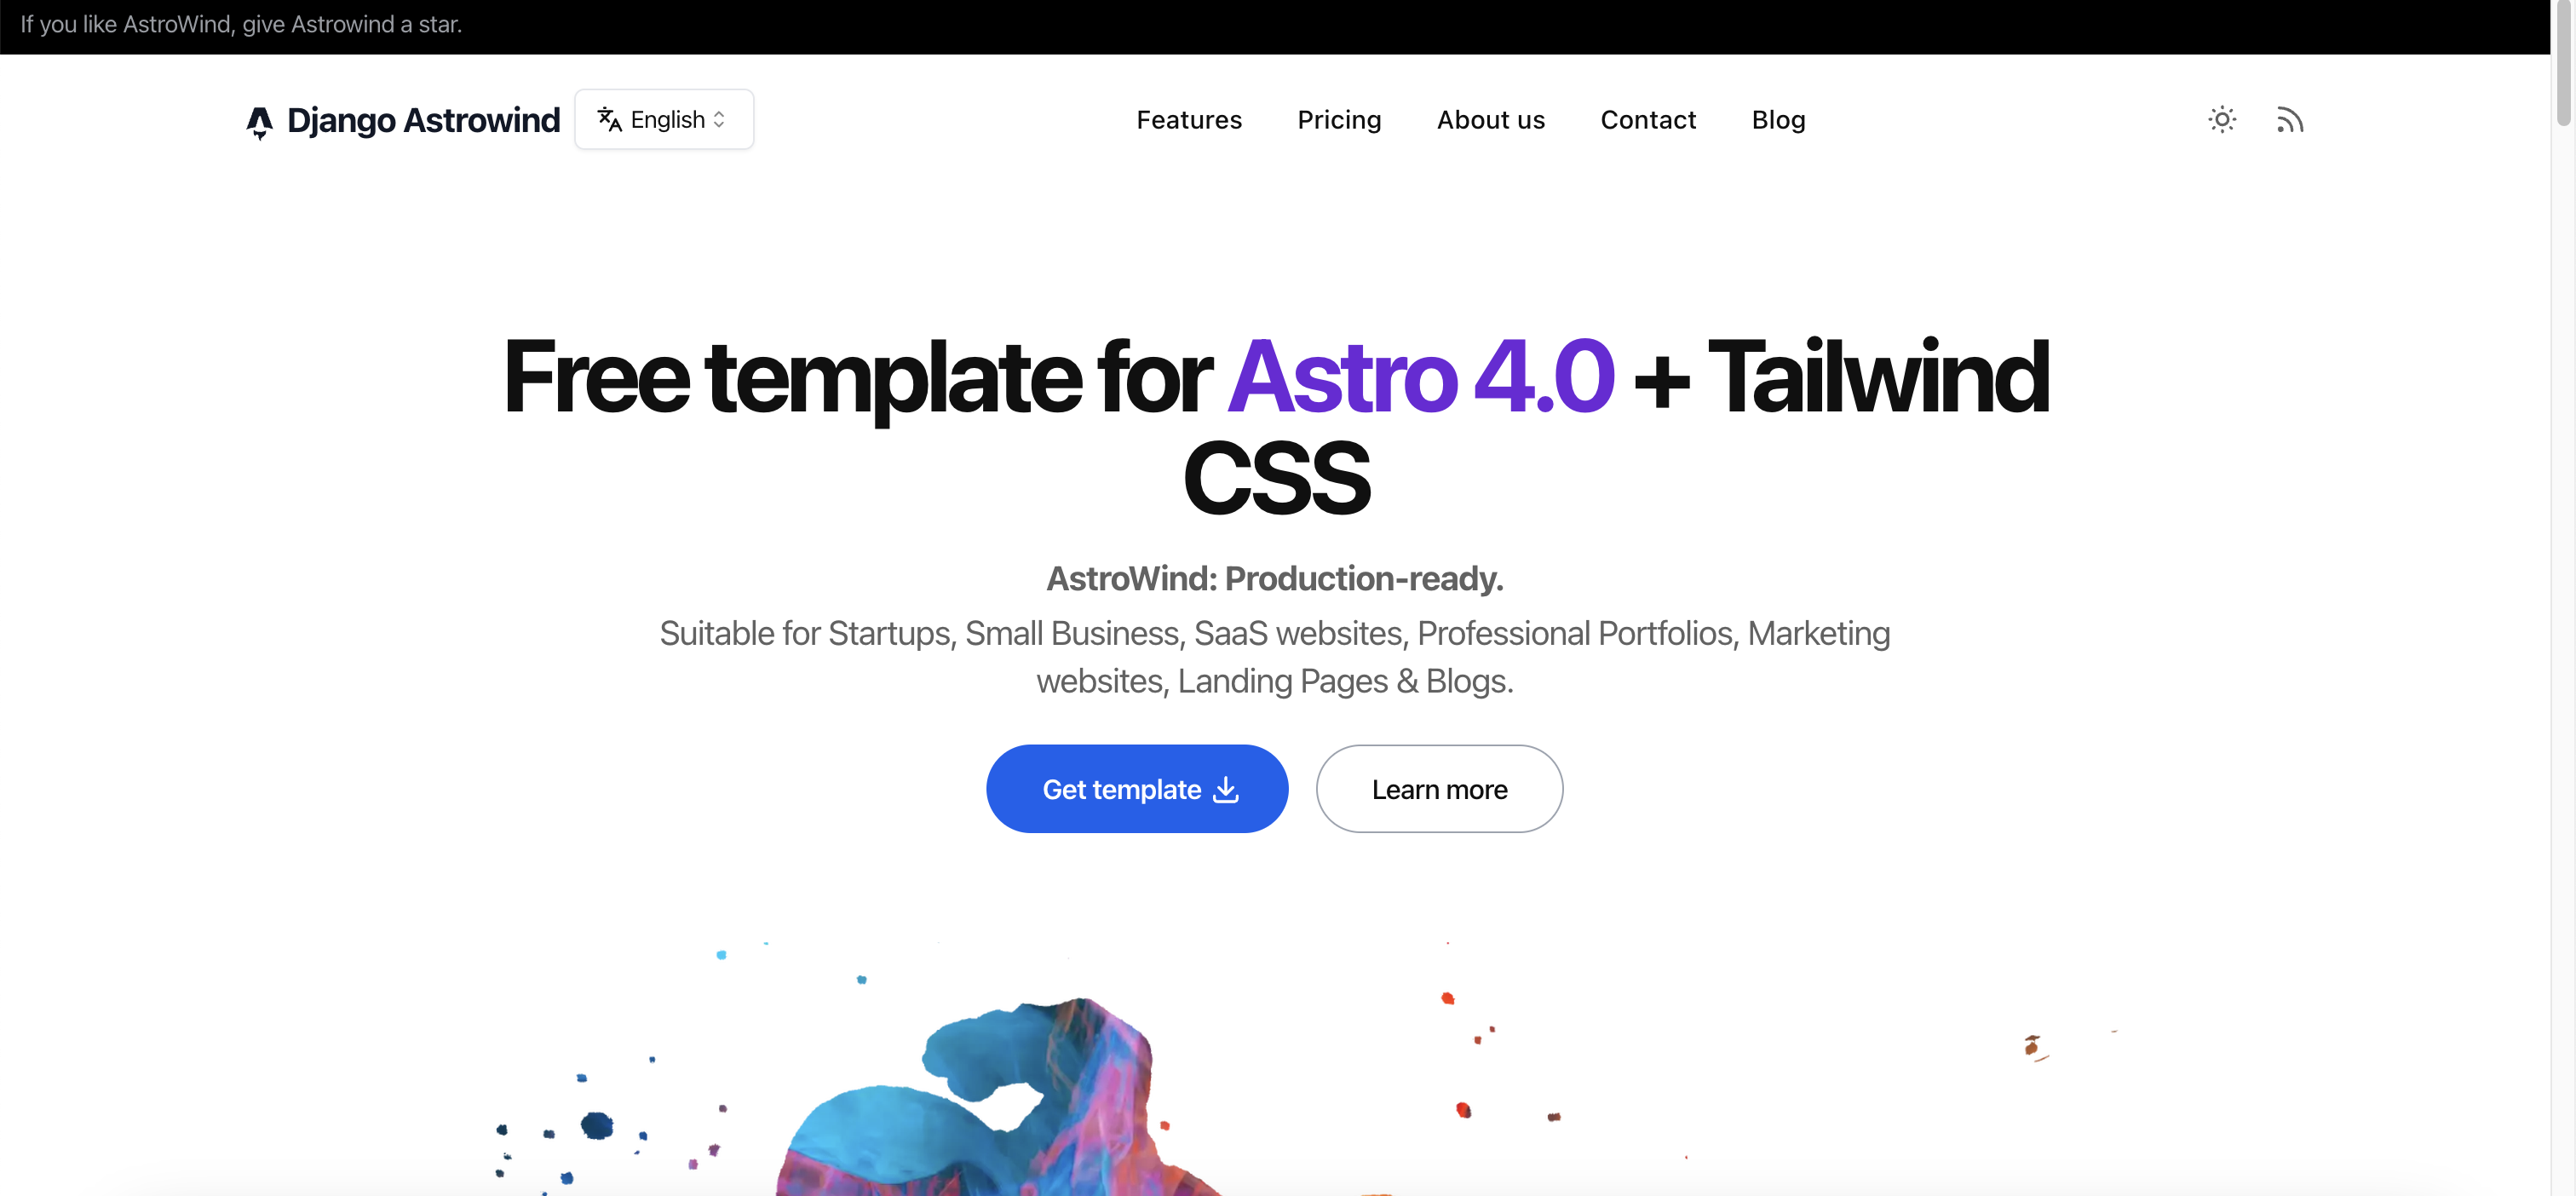 If you like AstroWind, give Astrowind a star.
Django Astrowind
English
Features Pricing About us Contact Blog
Free template for Astro 4.0 + Tailwind
CSS
AstroWind: Production-ready.
Suitable for Startups, Small Business, SaaS websites, Professional Portfolios, Marketing
websites, Landing Pages & Blogs.
Get template
Learn more